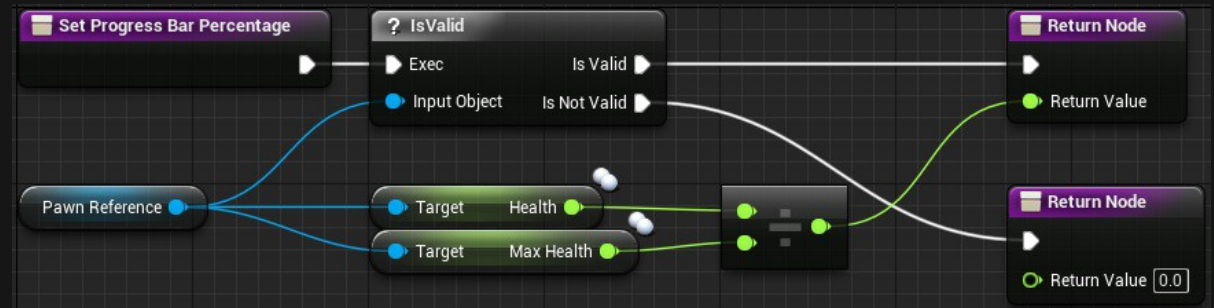 Set Progress Bar Percentage
? IsValid
Exec
Is Valid
Input Object
Is Not Valid
Return Node
Return Value
Pawn Reference
Target
Health
Target
Max Health
÷
Return Node
Return Value
0.0